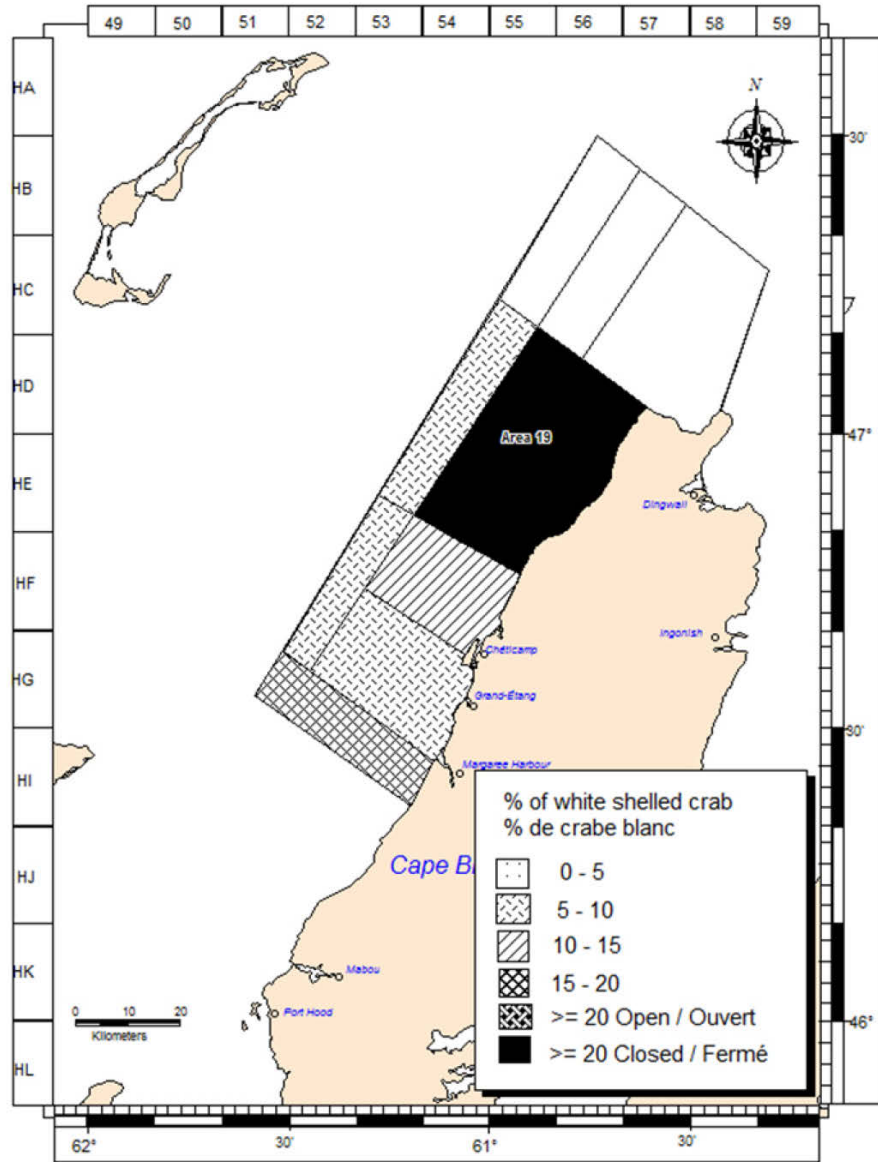 49 50 51 52 53 54 55 56 57 58 59
HA
N
30'
HB
HC
HD
Area 19
47°
HE
Dingwall
HF
Ingonish
Chéticamp
HG
Grand-Étang
30'
HI
Margaree Harbour
% of white shelled crab
% de crabe blanc
Cape B
HJ
0 - 5
5 - 10
10 - 15
HK
Mabou
15 - 20
Port Hood
>= 20 Open / Ouvert
0 10 20
Kilometers
46°
>= 20 Closed / Fermé
HL
62° 30' 61° 30'